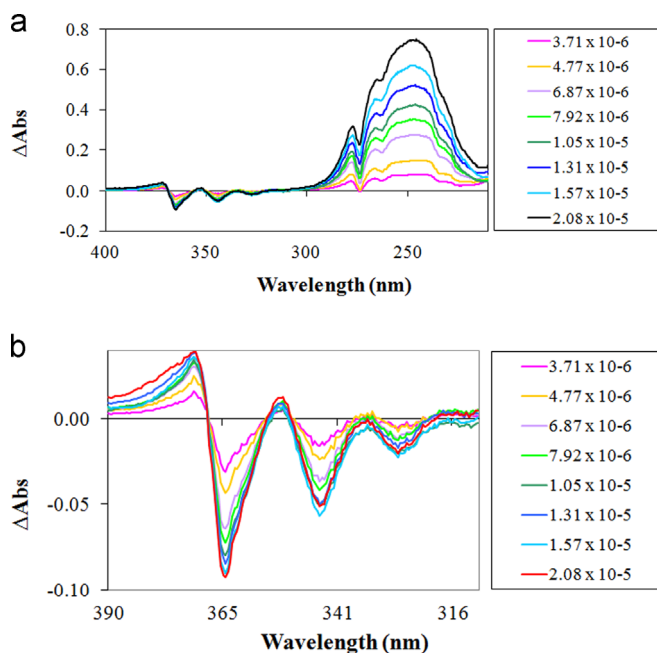 a
0.8
0.6
0.4
0.2
0.0
-0.2
ΔAbs
400
350
300
250
Wavelength (nm)
3.71 x 10-6
4.77 x 10-6
6.87 x 10-6
7.92 x 10-6
1.05 x 10-5
1.31 x 10-5
1.57 x 10-5
2.08 x 10-5
b
0.00
-0.05
-0.10
ΔAbs
390
365
341
316
Wavelength (nm)
3.71 x 10-6
4.77 x 10-6
6.87 x 10-6
7.92 x 10-6
1.05 x 10-5
1.31 x 10-5
1.57 x 10-5
2.08 x 10-5